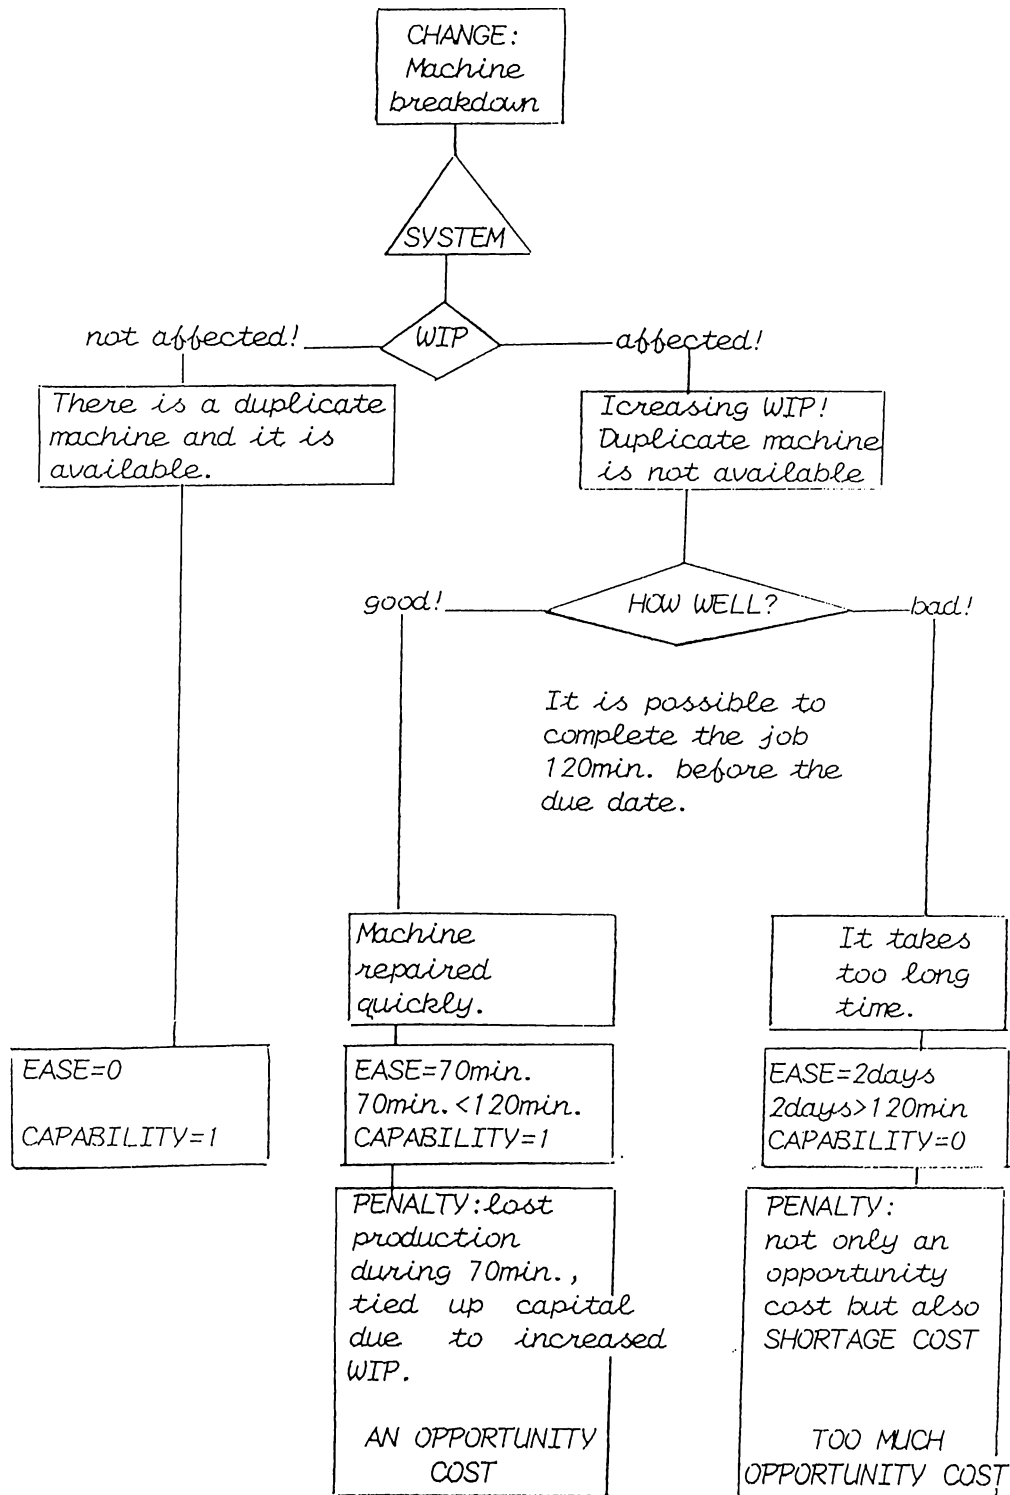 CHANGE:
Machine
breakdown
SYSTEM
not affected!
WIP
affected!
There is a duplicate
machine and it is
available.
Icreasing WIP!
Duplicate machine
is not available
good!
HOW WELL?
bad!
It is possible to
complete the job
120min. before the
due date.
Machine
repaired
quickly.
It takes
too long
time.
EASE=0
CAPABILITY=1
EASE=70min.
70min.<120min.
CAPABILITY=1
EASE=2days
2days>120min
CAPABILITY=0
PENALTY:lost
production
during 70min.,
tied up capital
due to increased
WIP.
AN OPPORTUNITY
COST
PENALTY:
not only an
opportunity
cost but also
SHORTAGE COST
TOO MUCH
OPPORTUNITY COST